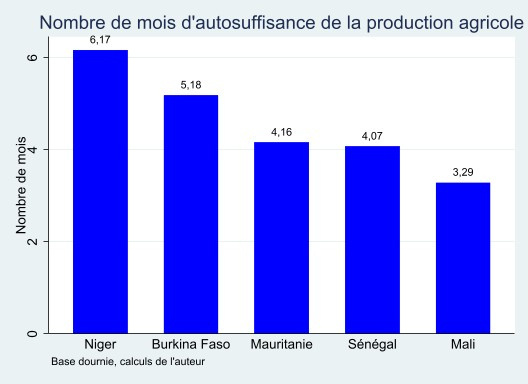 Nombre de mois d'autosuffisance de la production agricole
6,17
5,18
4,16
4,07
3,29
Nombre de mois
6
4
2
0
Niger Burkina Faso Mauritanie Sénégal Mali
Base dournie, calculs de l'auteur